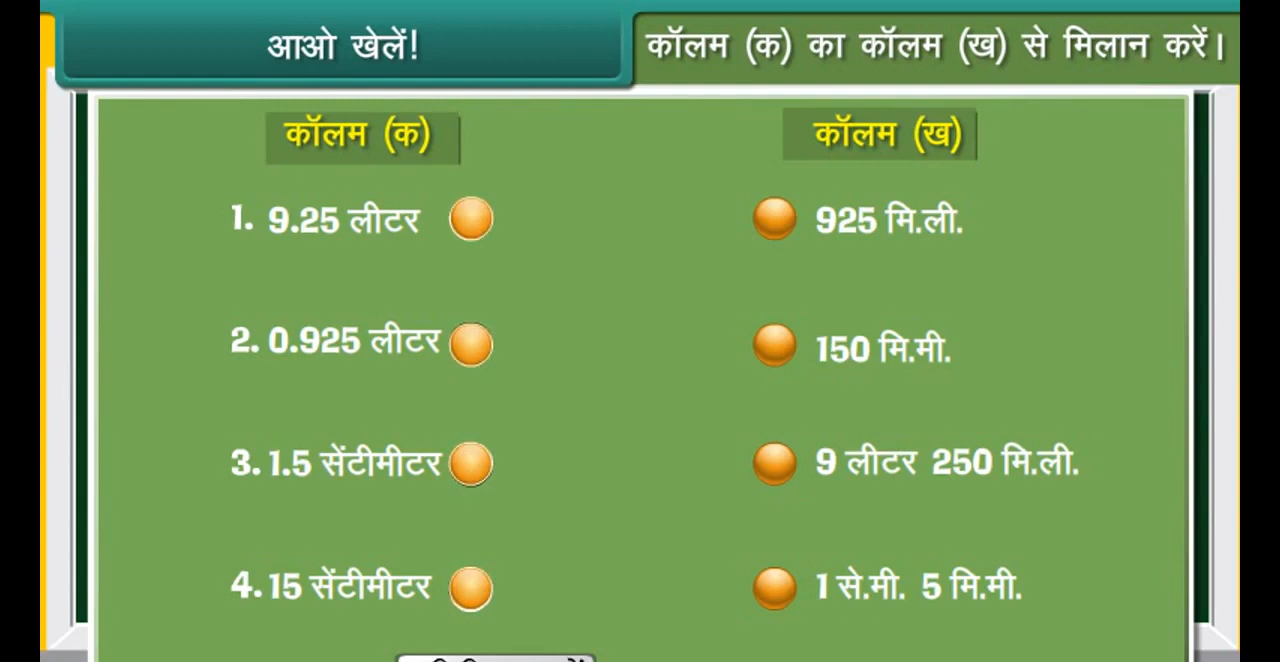 आओ खेलें!
कॉलम (क) का कॉलम (ख) से मिलान करें।
कॉलम (क) कॉलम (ख)
1. 9.25 लीटर 925 मि.ली.
2. 0.925 लीटर 150 मि.मी.
3. 1.5 सेंटीमीटर 9 लीटर 250 मि.ली.
4. 15 सेंटीमीटर 1 से.मी. 5 मि.मी.